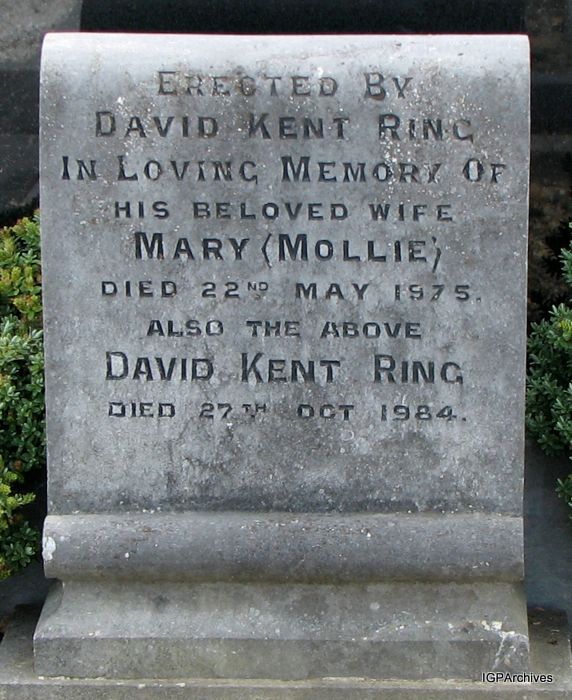 ERECTED BY
DAVID KENT RING
IN LOVING MEMORY OF
HIS BELOVED WIFE
MARY (MOLLIE)
DIED 22ND MAY 1975.
ALSO THE ABOVE
DAVID KENT RING
DIED 27TH OCT 1984.
IGPArchives